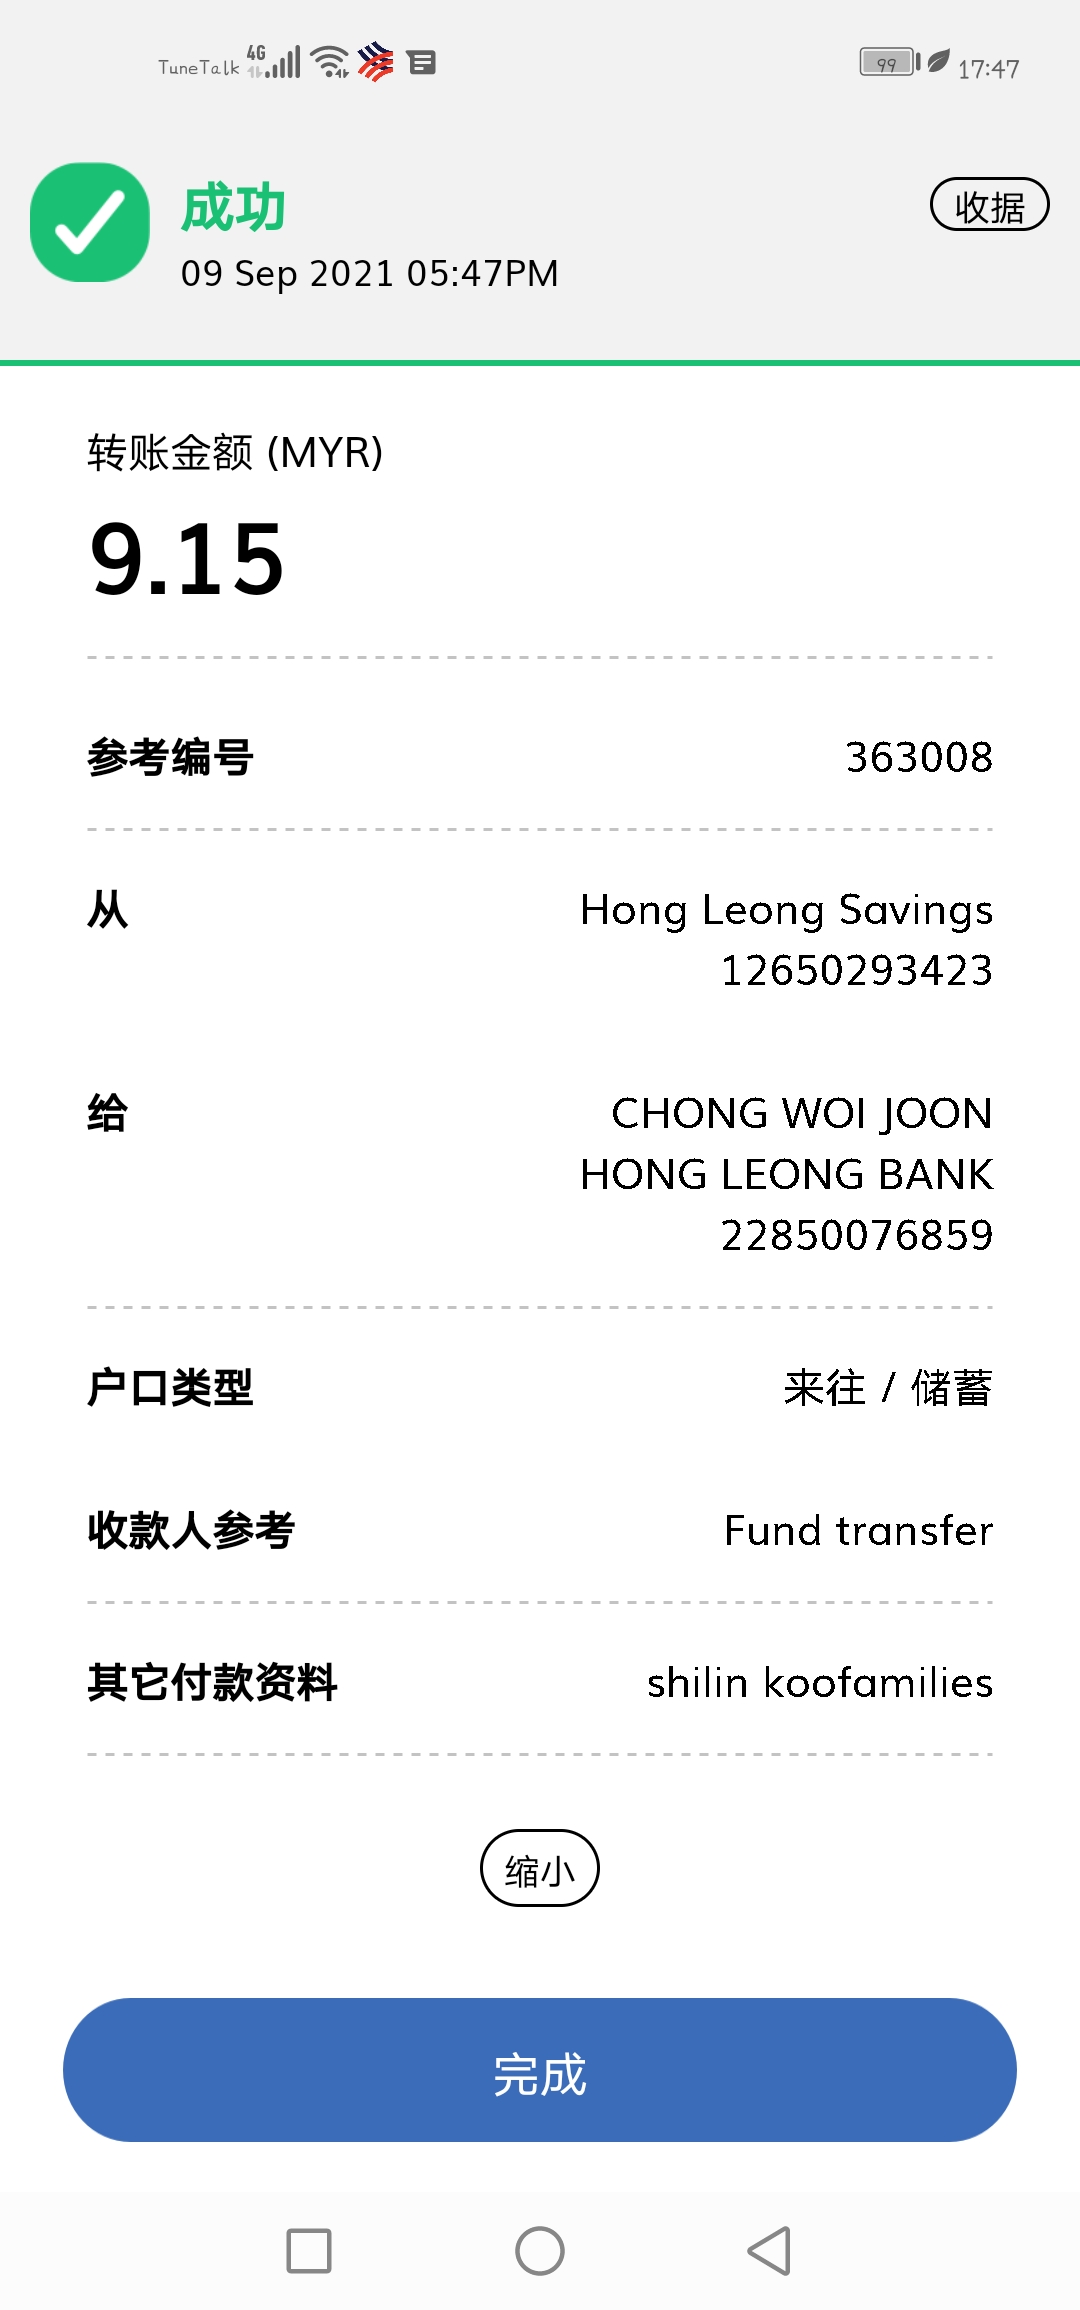 TuneTalk 4G 99 17:47
成功
收据
09 Sep 2021 05:47PM
转账金额 (MYR)
9.15
参考编号 363008
从 Hong Leong Savings
12650293423
给 CHONG WOI JOON
HONG LEONG BANK
22850076859
户口类型 来往 / 储蓄
收款人参考 Fund transfer
其它付款资料 shilin koofamilies
缩小
完成